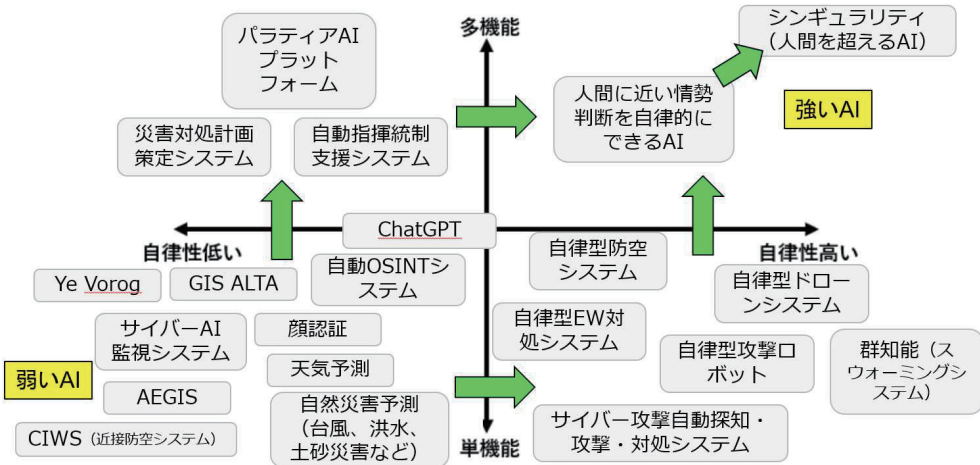 多機能
シンギュラリティ
（人間を超えるAI）
パラティアAI
プラット
フォーム
人間に近い情勢
判断を自律的に
できるAI
強いAI
災害対処計画
策定システム
自動指揮統制
支援システム
ChatGPT
自律性低い
自律性高い
自律型防空
システム
自動OSINTシ
ステム
Ye Vorog
GIS ALTA
自律型ドロー
ンシステム
サイバーAI
監視システム
顔認証
自律型EW対
処システム
自律型攻撃ロ
ボット
群知能（ス
ウォーミングシ
ステム）
弱いAI
天気予測
AEGIS
自然災害予測
（台風、洪水、
土砂災害など）
CIWS（近接防空システム）
単機能
サイバー攻撃自動探知・
攻撃・対処システム